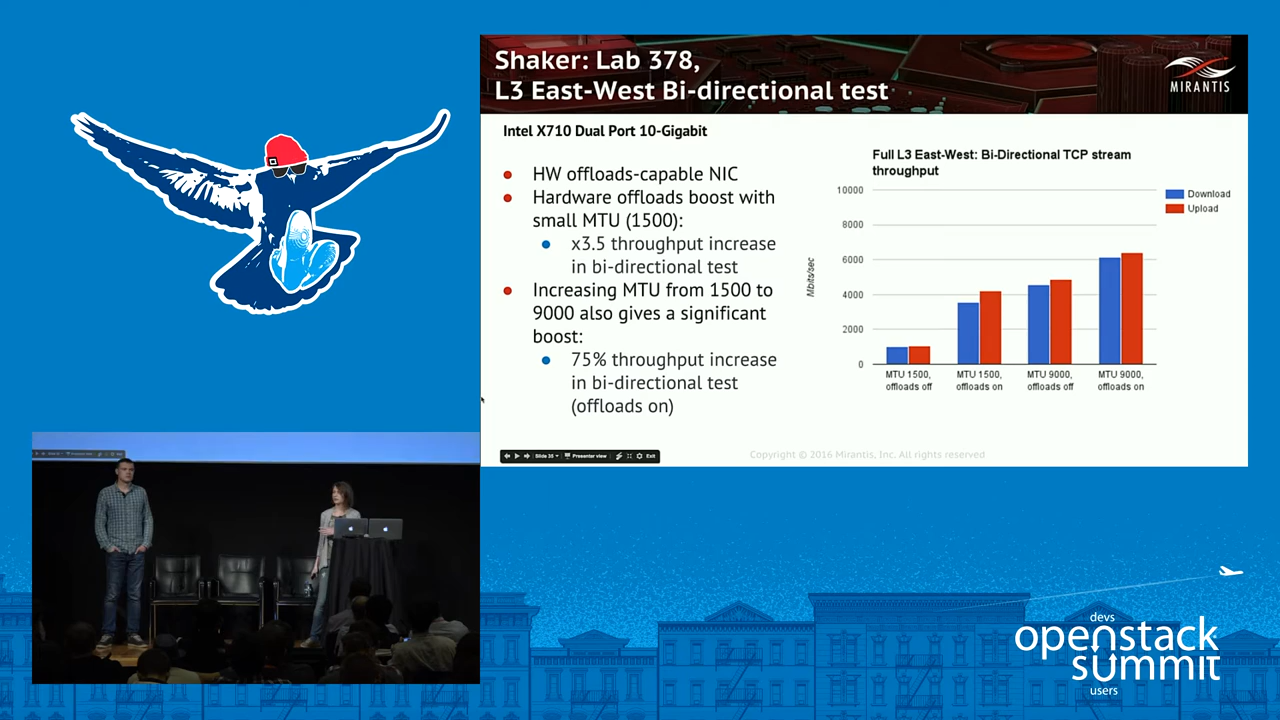 Shaker: Lab 378,
L3 East-West Bi-directional test
MIRANTIS
Intel X710 Dual Port 10-Gigabit
HW offloads-capable NIC
Hardware offloads boost with
small MTU (1500):
x3.5 throughput increase
in bi-directional test
Increasing MTU from 1500 to
9000 also gives a significant
boost:
75% throughput increase
in bi-directional test
(offloads on)
Full L3 East-West: Bi-Directional TCP stream
throughput
10000
8000
6000
4000
2000
0
Mbits/sec
Download
Upload
MTU 1500,
offloads off
MTU 1500,
offloads on
MTU 9000,
offloads off
MTU 9000,
offloads on
Slide 35
Presenter view
Exit
Copyright © 2016 Mirantis, Inc. All rights reserved
devs
openstack
summit
users